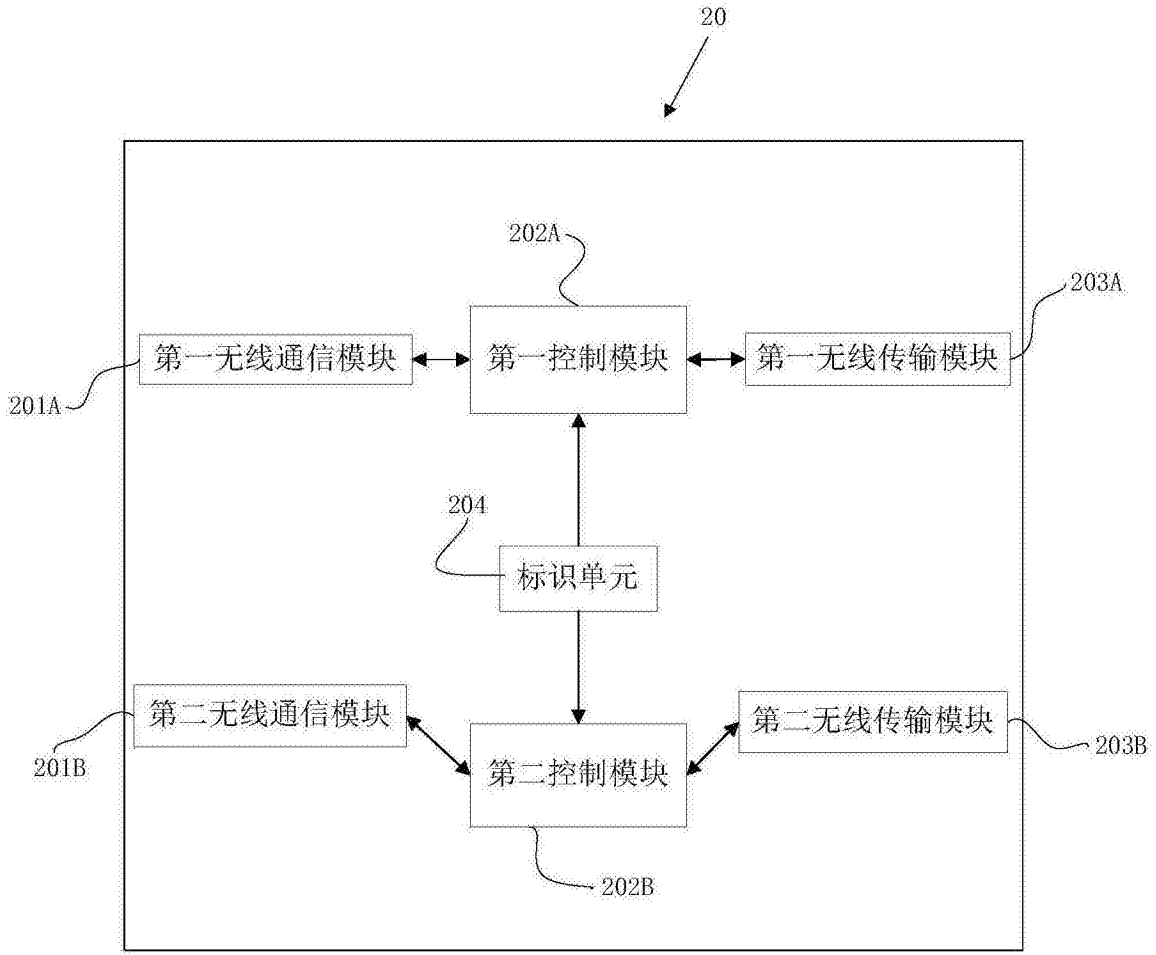 20
202A
203A
第一无线通信模块
第一控制模块
第一无线传输模块
201A
204
标识单元
第二无线通信模块
第二无线传输模块
201B
第二控制模块
203B
202B